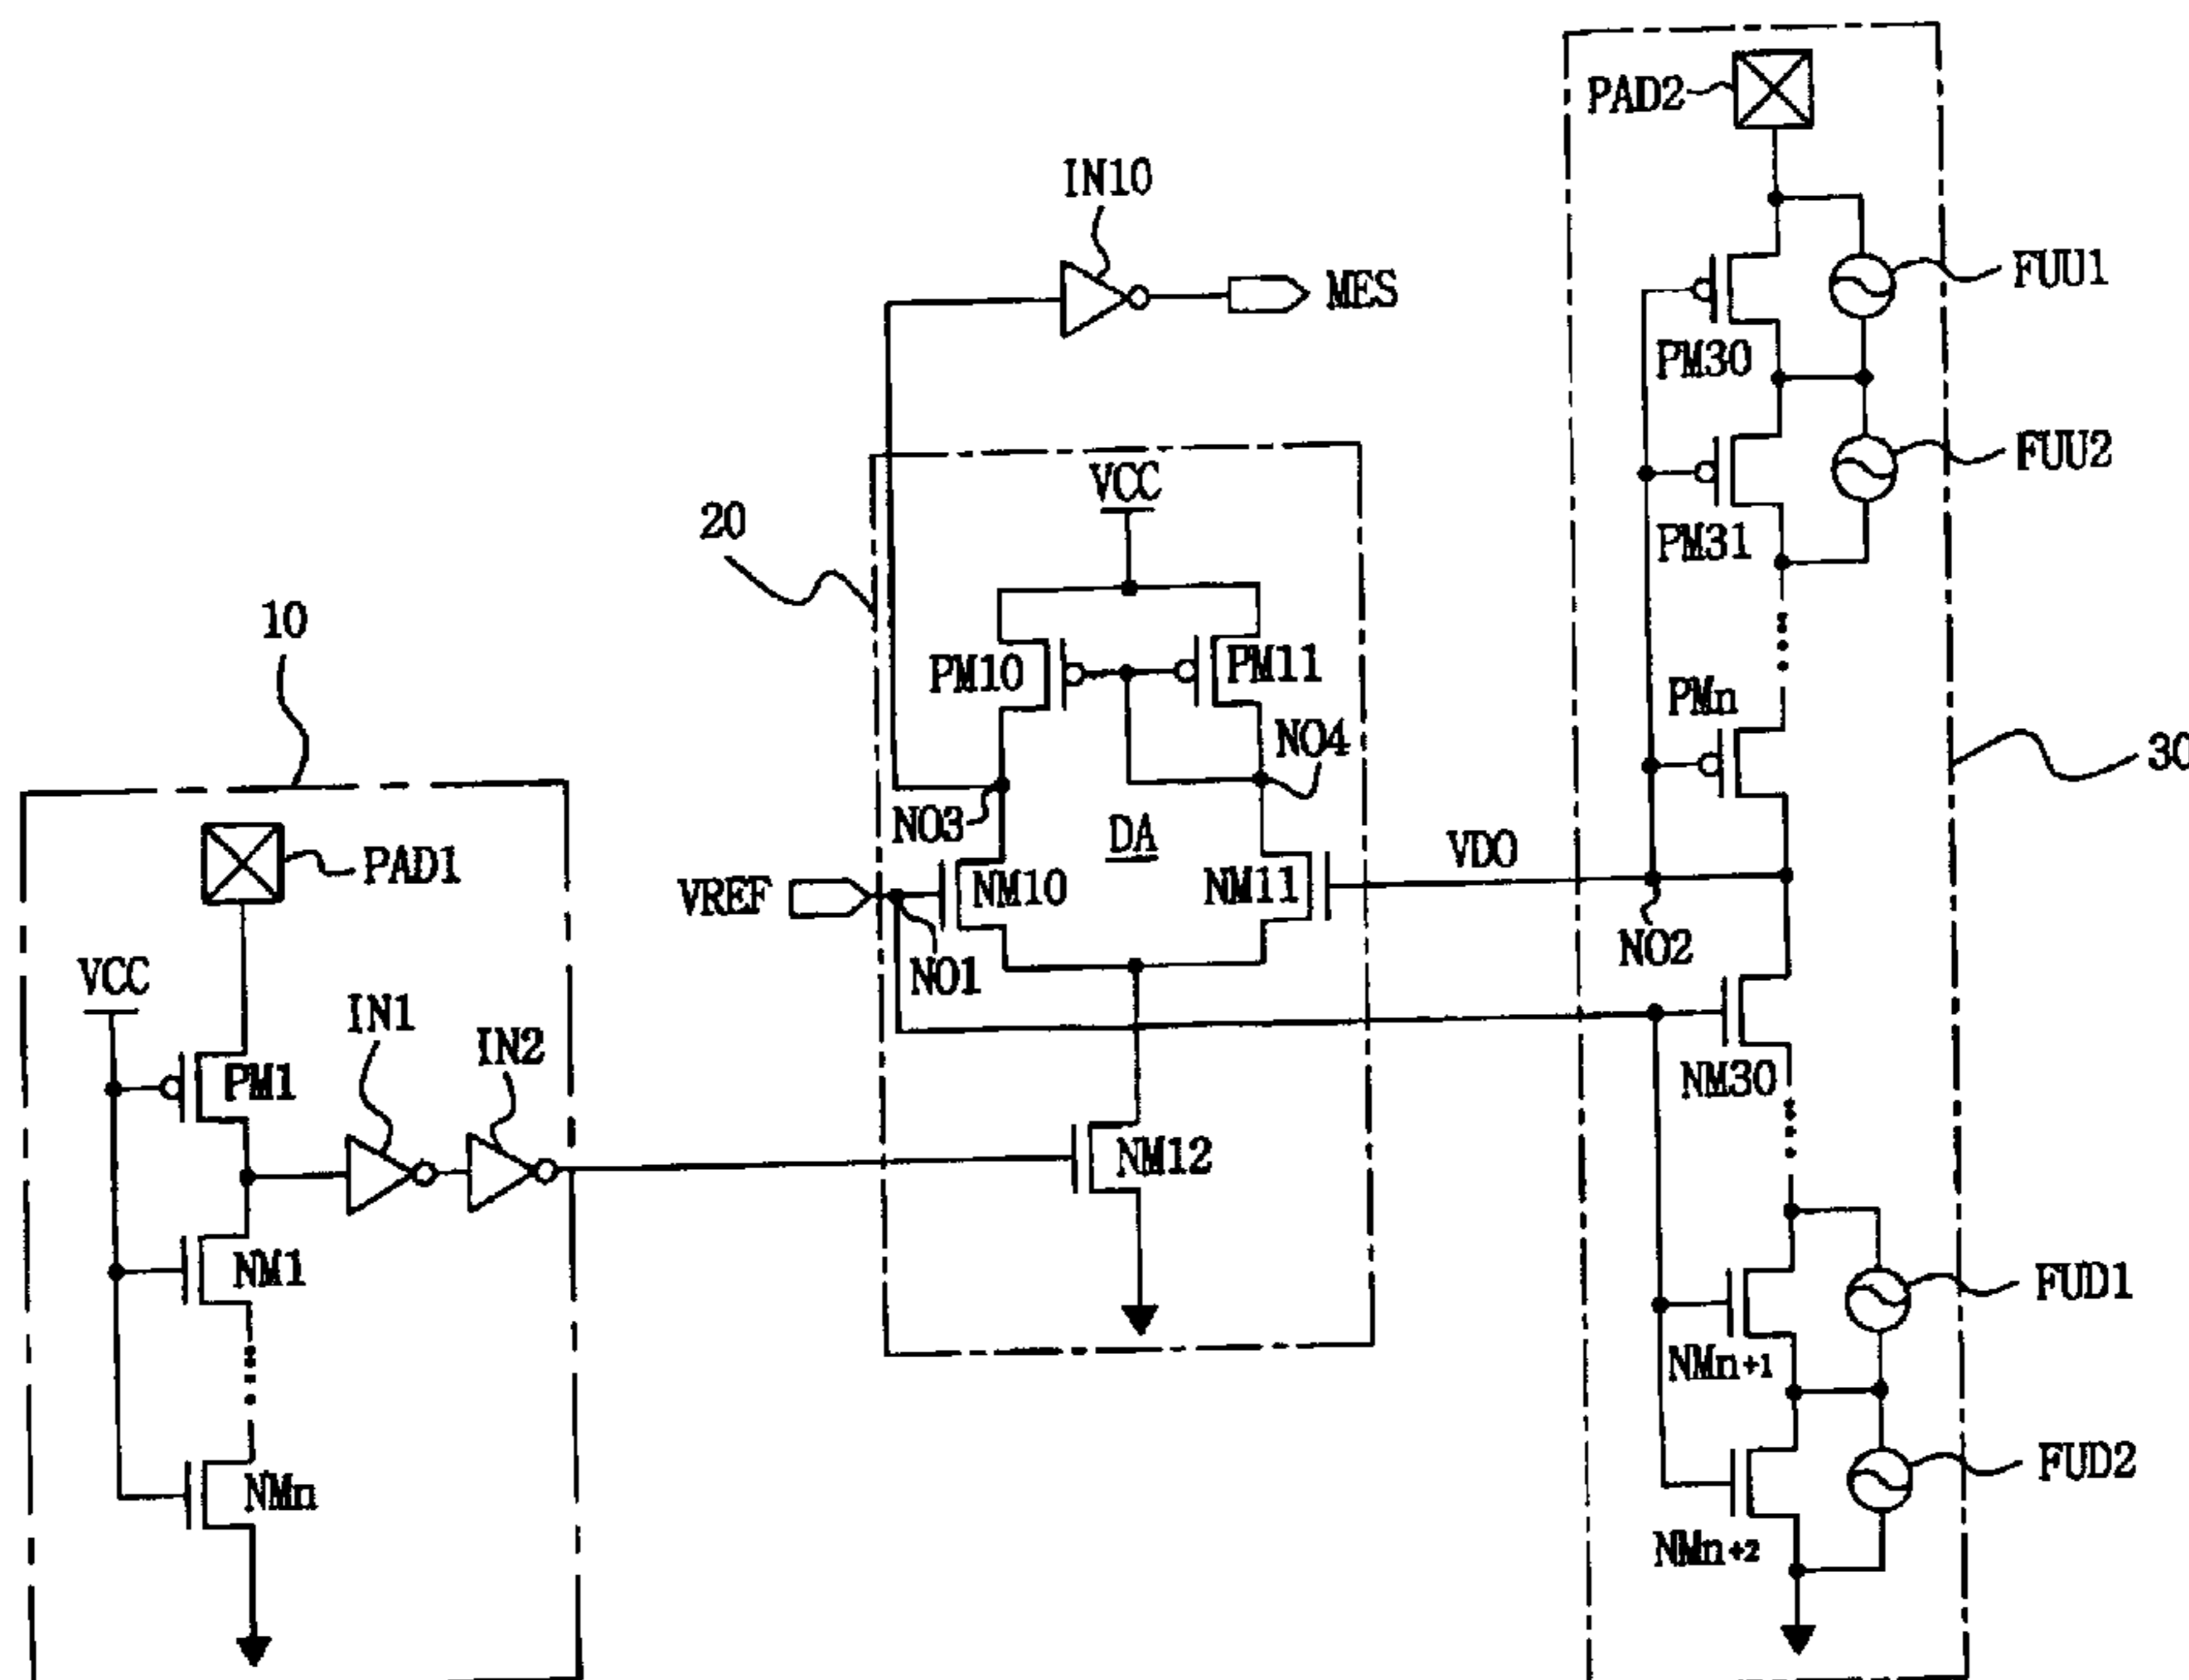 PAD2
IN10
MES
FUU1
PM30
FUU2
PM31
VCC
20
10
PM10
PM11
PMn
NO4
30
NO3
DA
VDO
PAD1
VREF
NM10
NM11
NO1
NO2
VCC
IN1
IN2
PM1
NM30
NM12
NM1
FUD1
NMn+1
NMn
FUD2
NMn+2